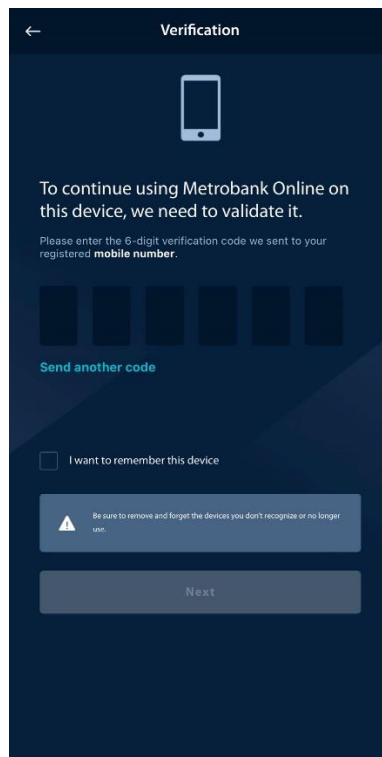 Verification
To continue using Metrobank Online on
this device, we need to validate it.
Please enter the 6-digit verification code we sent to your
registered mobile number.
Send another code
I want to remember this device
Be sure to remove and forget the devices you don't recognize or no longer
use.
Next